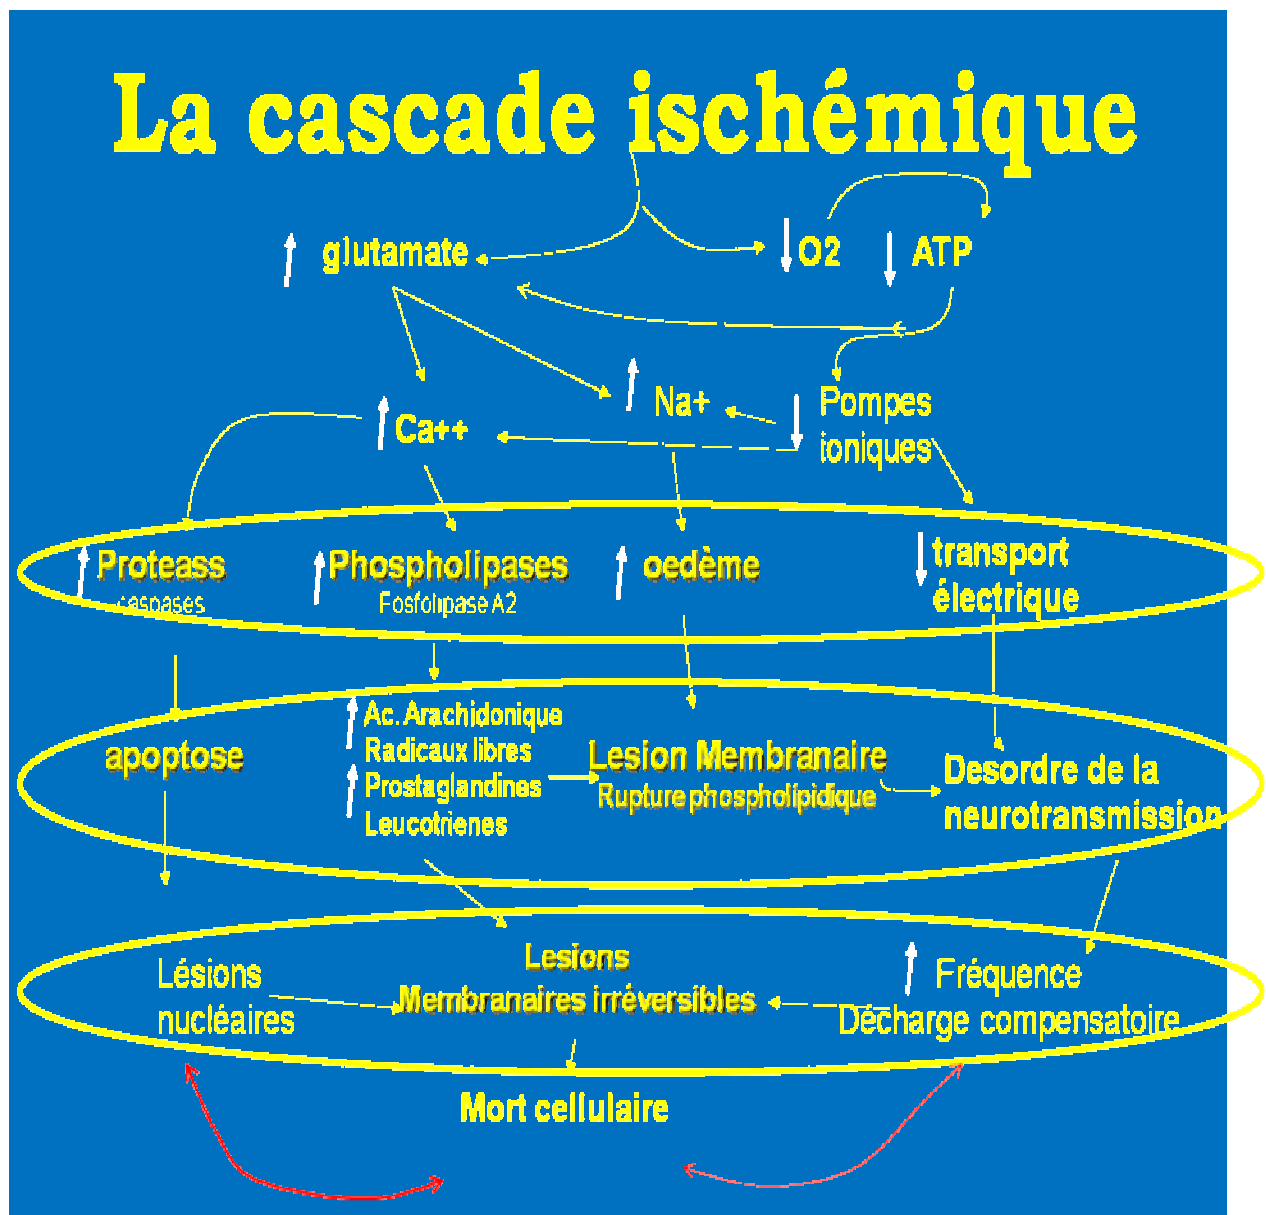 La cascade ischémique
glutamate
O2
ATP
Na+
Pompes
ioniques
Ca++
Proteass
caspases
Phospholipases
Fosfolipase A2
oedème
transport
électrique
apoptose
Ac. Arachidonique
Radicaux libres
Prostaglandines
Leucotrienes
Lesion Membranaire
Rupture phospholipidique
Desordre de la
neurotransmission
Lésions
nucléaires
Lesions
Membranaires irréversibles
Fréquence
Décharge compensatoire
Mort cellulaire